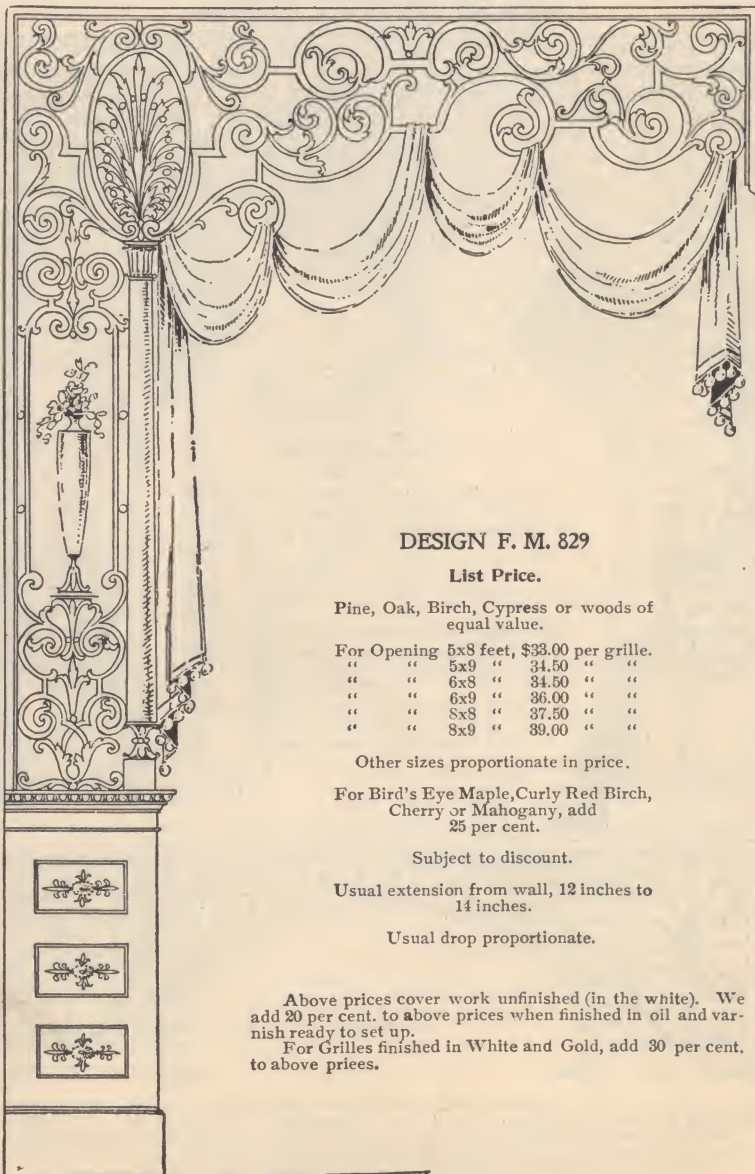 DESIGN F. M. 829
List Price.
Pine, Oak, Birch, Cypress or woods of
equal value.
For Opening 5x8 feet, $33.00 per grille.
“ “ 5x9 “ 34.50 “ “
“ “ 6x8 “ 34.50 “ “
“ “ 6x9 “ 36.00 “ “
“ “ 8x8 “ 37.50 “ “
“ “ 8x9 “ 39.00 “ “
Other sizes proportionate in price.
For Bird's Eye Maple,Curly Red Birch,
Cherry or Mahogany, add
25 per cent.
Subject to discount.
Usual extension from wall, 12 inches to
14 inches.
Usual drop proportionate.
Above prices cover work unfinished (in the white). We
add 20 per cent. to above prices when finished in oil and var-
nish ready to set up.
For Grilles finished in White and Gold, add 30 per cent.
to above priees.